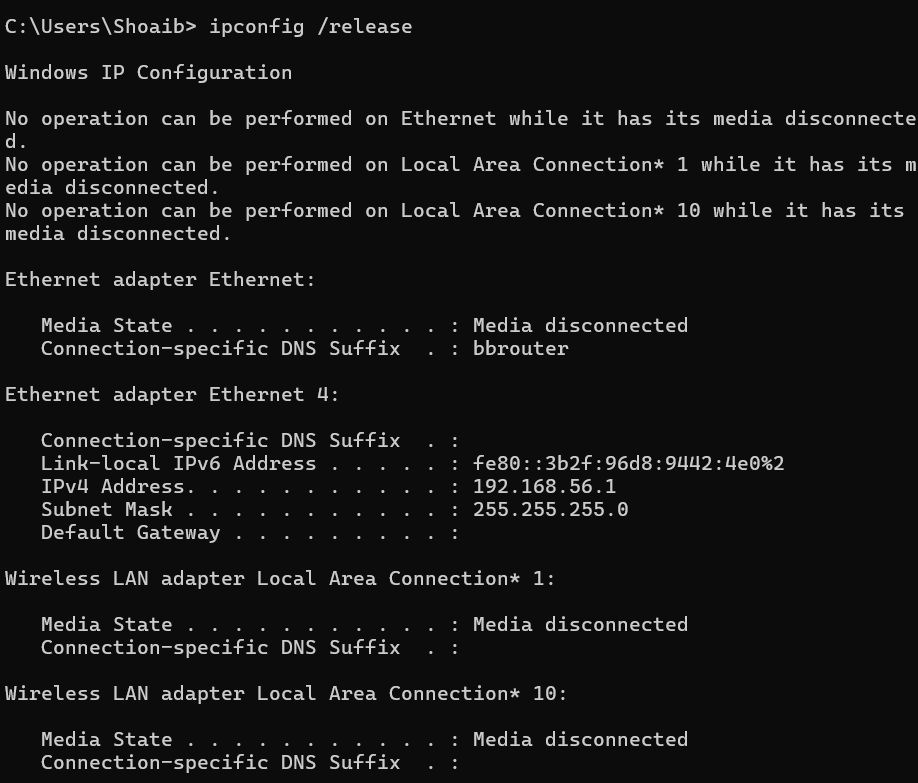 C:\Users\Shoaib> ipconfig /release
Windows IP Configuration
No operation can be performed on Ethernet while it has its media disconnecte
d.
No operation can be performed on Local Area Connection* 1 while it has its m
edia disconnected.
No operation can be performed on Local Area Connection* 10 while it has its
media disconnected.
Ethernet adapter Ethernet:
   Media State . . . . . . . . . . . : Media disconnected
   Connection-specific DNS Suffix  . : bbrouter
Ethernet adapter Ethernet 4:
   Connection-specific DNS Suffix  . :
   Link-local IPv6 Address . . . . . : fe80::3b2f:96d8:9442:4e0%2
   IPv4 Address. . . . . . . . . . . : 192.168.56.1
   Subnet Mask . . . . . . . . . . . : 255.255.255.0
   Default Gateway . . . . . . . . . :
Wireless LAN adapter Local Area Connection* 1:
   Media State . . . . . . . . . . . : Media disconnected
   Connection-specific DNS Suffix  . :
Wireless LAN adapter Local Area Connection* 10:
   Media State . . . . . . . . . . . : Media disconnected
   Connection-specific DNS Suffix  . :